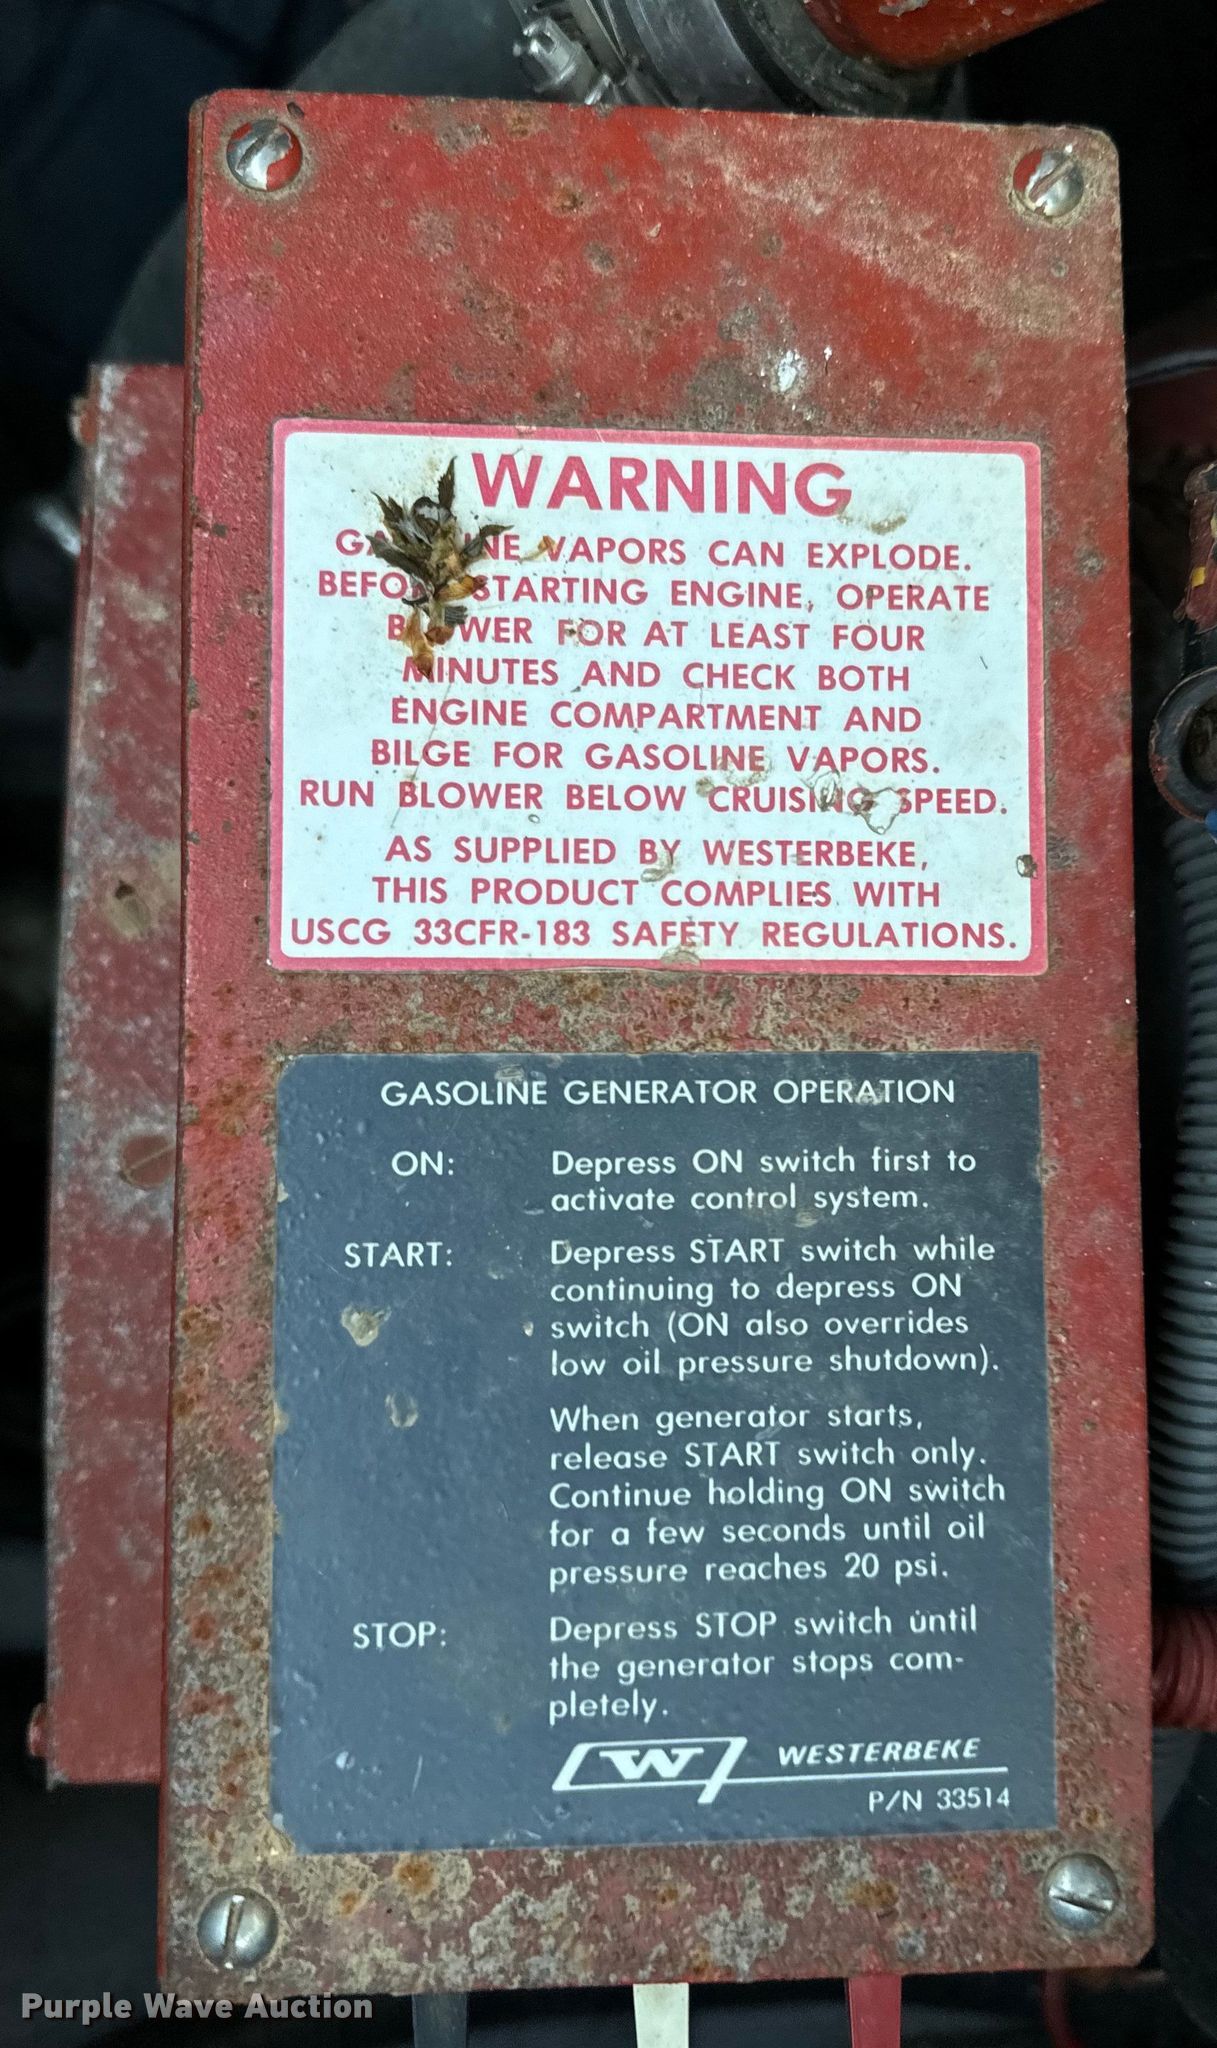 WARNING
GASOLINE VAPORS CAN EXPLODE.
BEFORE STARTING ENGINE, OPERATE
BLOWER FOR AT LEAST FOUR
MINUTES AND CHECK BOTH
ENGINE COMPARTMENT AND
BILGE FOR GASOLINE VAPORS.
RUN BLOWER BELOW CRUISING SPEED.
AS SUPPLIED BY WESTERBEKE,
THIS PRODUCT COMPLIES WITH
USCG 33CFR-183 SAFETY REGULATIONS.
GASOLINE GENERATOR OPERATION
ON: Depress ON switch first to
activate control system.
START: Depress START switch while
continuing to depress ON
switch (ON also overrides
low oil pressure shutdown).
When generator starts,
release START switch only.
Continue holding ON switch
for a few seconds until oil
pressure reaches 20 psi.
STOP: Depress STOP switch until
the generator stops com-
pletely.
W WESTERBEKE
P/N 33514
Purple Wave Auction